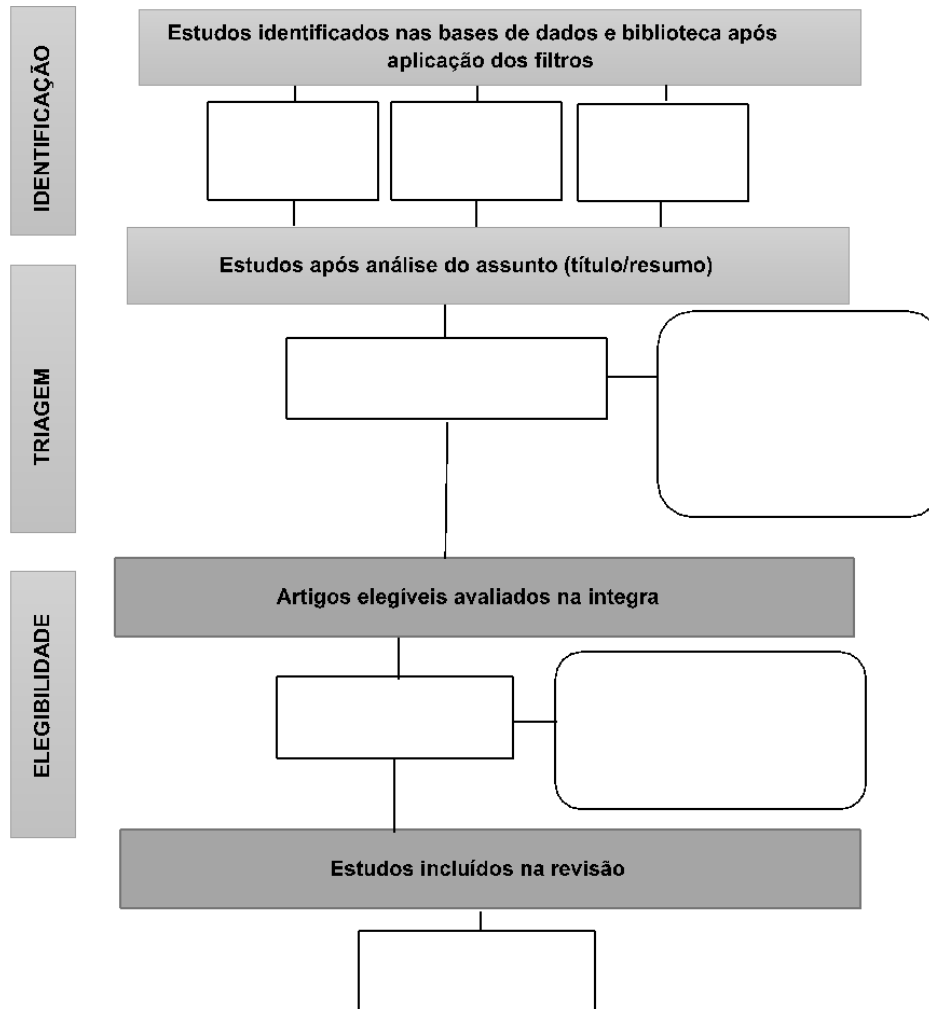 IDENTIFICAÇÃO
Estudos identificados nas bases de dados e biblioteca após
aplicação dos filtros
Estudos após análise do assunto (título/resumo)
TRIAGEM
Artigos elegíveis avaliados na integra
ELEGIBILIDADE
Estudos incluídos na revisão